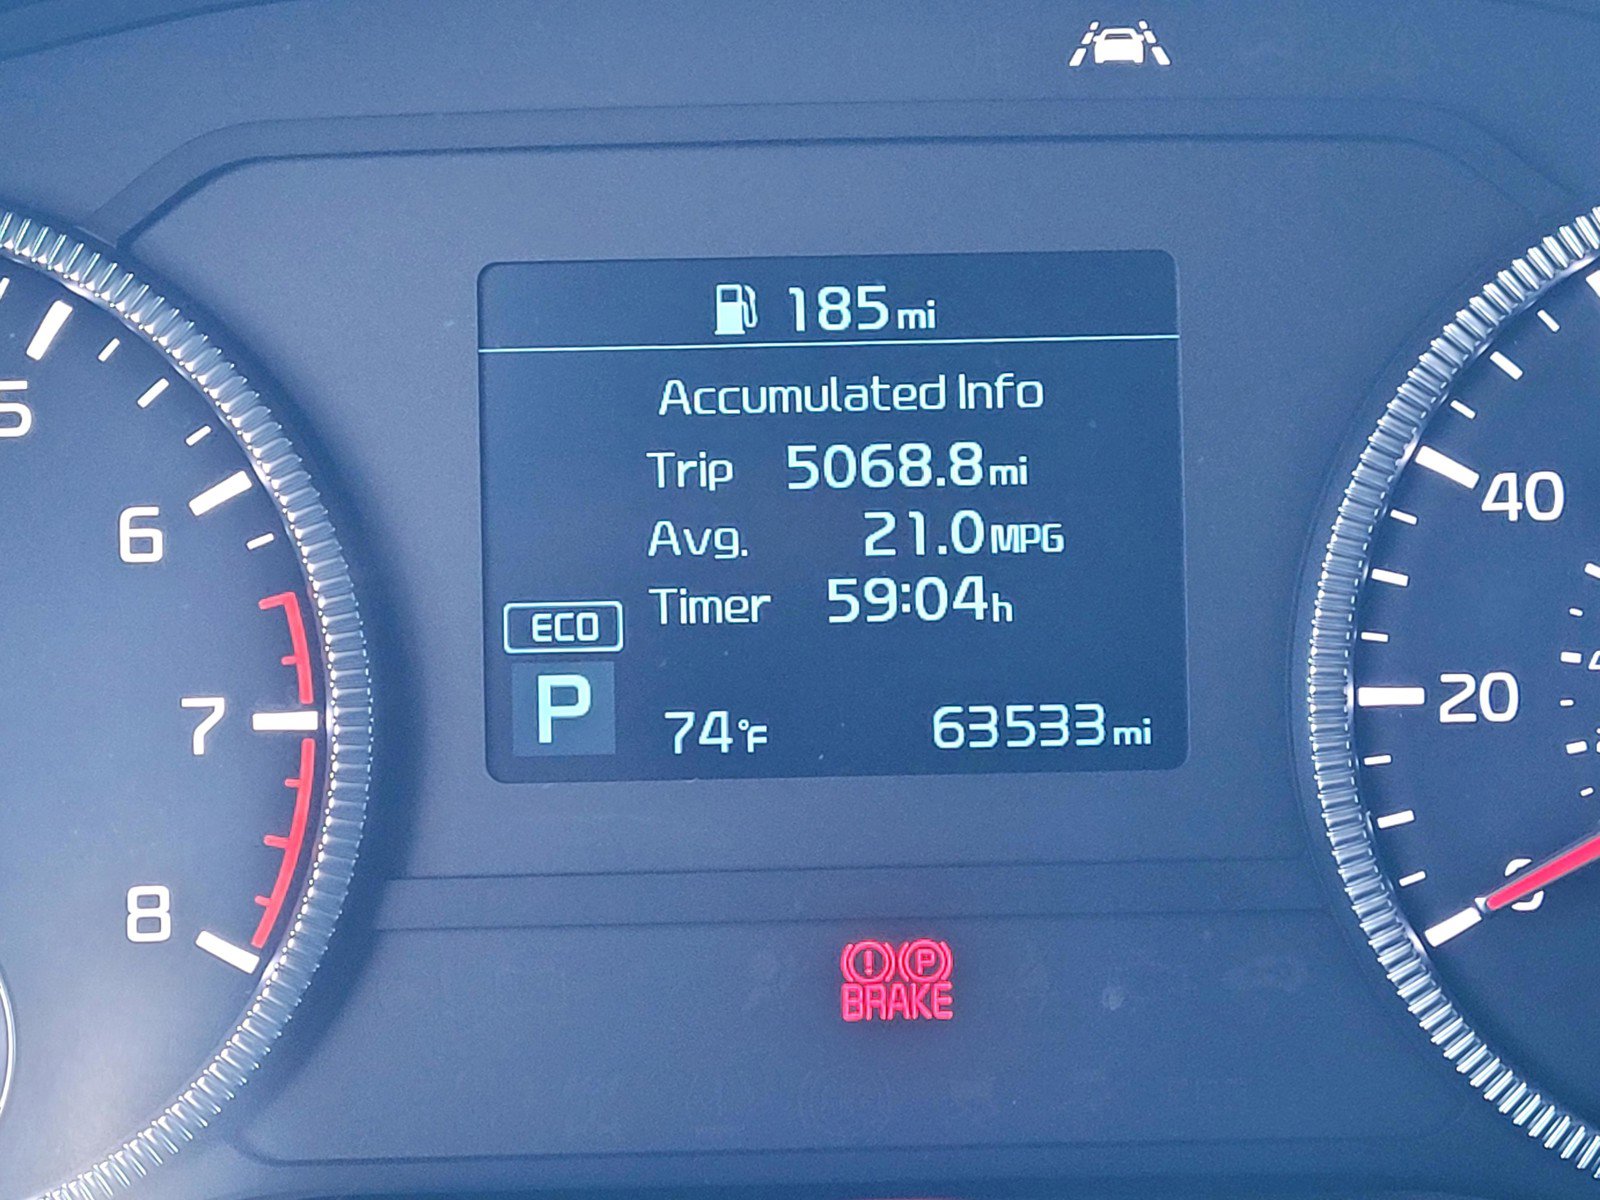 185mi
Accumulated Info
Trip 5068.8mi
Avg. 21.0MPG
Timer 59:04h
ECO
P 74°F 63533mi
5
6
7
8
40
20
0
! P
BRAKE